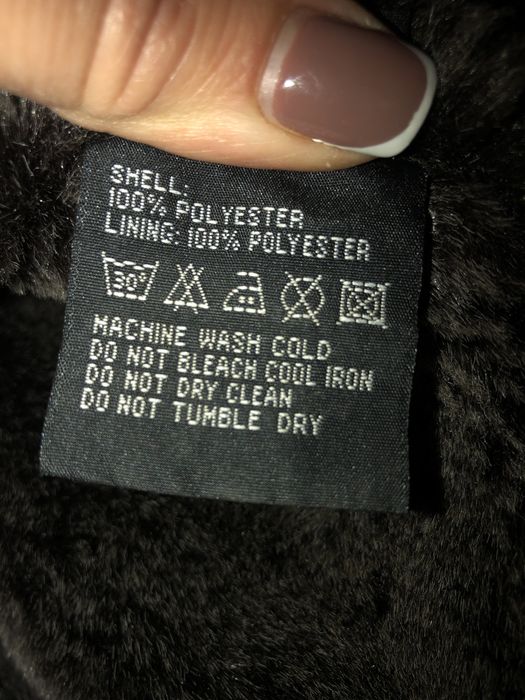 SHELL:
100% POLYESTER
LINING: 100% POLYESTER
30°
MACHINE WASH COLD
DO NOT BLEACH COOL IRON
DO NOT DRY CLEAN
DO NOT TUMBLE DRY